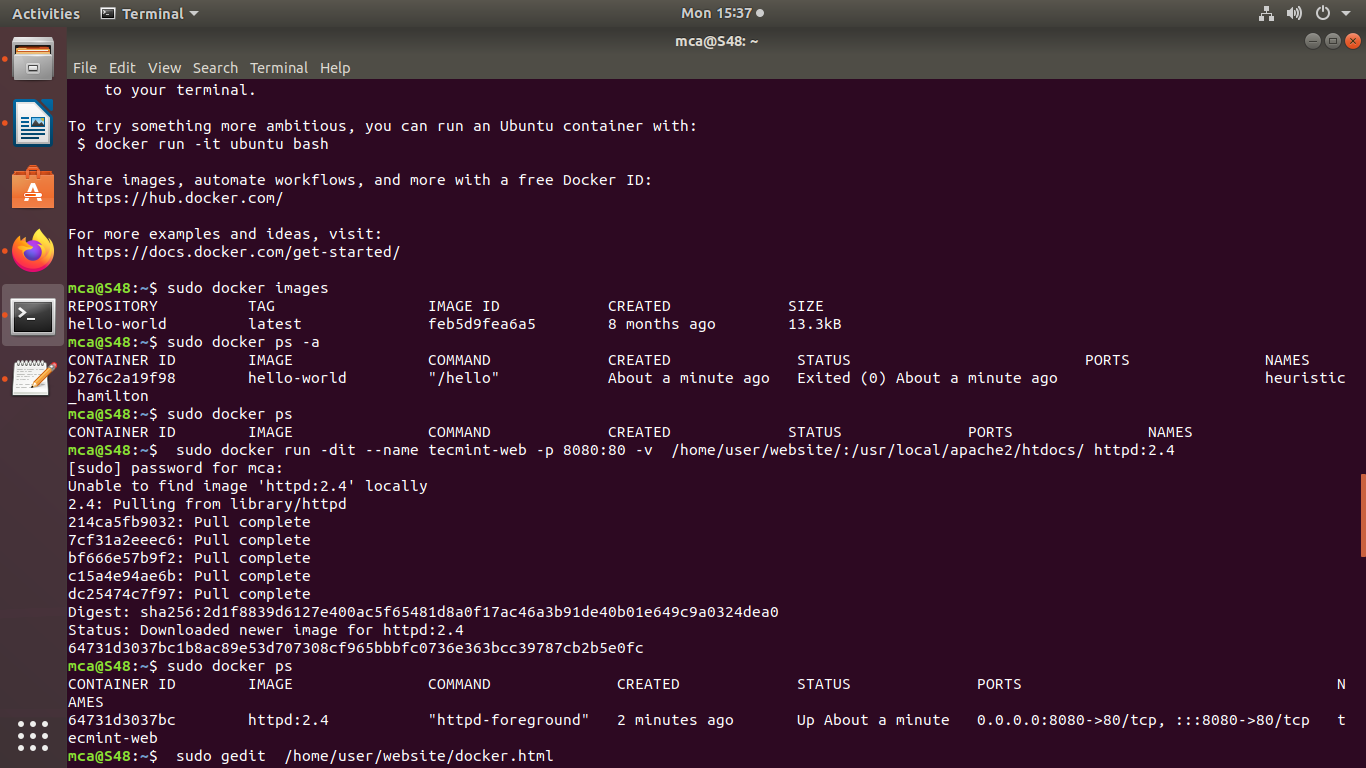 Activities Terminal Mon 15:37
mca@S48: ~
File Edit View Search Terminal Help
    to your terminal.
To try something more ambitious, you can run an Ubuntu container with:
 $ docker run -it ubuntu bash
Share images, automate workflows, and more with a free Docker ID:
 https://hub.docker.com/
For more examples and ideas, visit:
 https://docs.docker.com/get-started/
mca@S48:~$ sudo docker images
REPOSITORY          TAG                 IMAGE ID            CREATED             SIZE
hello-world         latest              feb5d9fea6a5        8 months ago        13.3kB
mca@S48:~$ sudo docker ps -a
CONTAINER ID        IMAGE               COMMAND             CREATED              STATUS                          PORTS               NAMES
b276c2a19f98        hello-world         "/hello"            About a minute ago   Exited (0) About a minute ago                       heuristic
_hamilton
mca@S48:~$ sudo docker ps
CONTAINER ID        IMAGE               COMMAND             CREATED             STATUS              PORTS               NAMES
mca@S48:~$  sudo docker run -dit --name tecmint-web -p 8080:80 -v  /home/user/website/:/usr/local/apache2/htdocs/ httpd:2.4
[sudo] password for mca:
Unable to find image 'httpd:2.4' locally
2.4: Pulling from library/httpd
214ca5fb9032: Pull complete
7cf31a2eeec6: Pull complete
bf666e57b9f2: Pull complete
c15a4e94ae6b: Pull complete
dc25474c7f97: Pull complete
Digest: sha256:2d1f8839d6127e400ac5f65481d8a0f17ac46a3b91de40b01e649c9a0324dea0
Status: Downloaded newer image for httpd:2.4
64731d3037bc1b8ac89e53d707308cf965bbbfc0736e363bcc39787cb2b5e0fc
mca@S48:~$ sudo docker ps
CONTAINER ID        IMAGE               COMMAND              CREATED             STATUS              PORTS                                   N
AMES
64731d3037bc        httpd:2.4           "httpd-foreground"   2 minutes ago       Up About a minute   0.0.0.0:8080->80/tcp, :::8080->80/tcp   t
ecmint-web
mca@S48:~$  sudo gedit  /home/user/website/docker.html